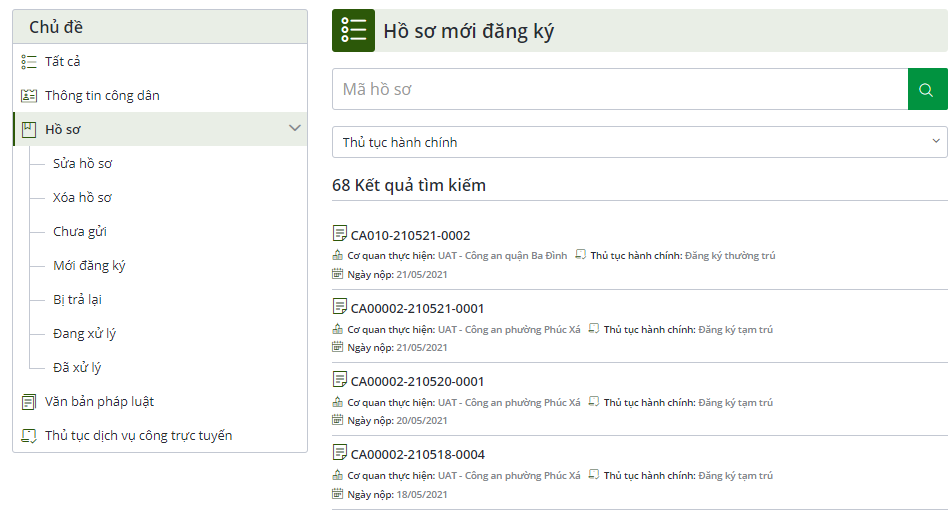 Chủ đề
Tất cả
Thông tin công dân
Hồ sơ
Sửa hồ sơ
Xóa hồ sơ
Chưa gửi
Mới đăng ký
Bị trả lại
Đang xử lý
Đã xử lý
Văn bản pháp luật
Thủ tục dịch vụ công trực tuyến
Hồ sơ mới đăng ký
Mã hồ sơ
Thủ tục hành chính
68 Kết quả tìm kiếm
CA010-210521-0002
Cơ quan thực hiện: UAT - Công an quận Ba Đình Thủ tục hành chính: Đăng ký thường trú
Ngày nộp: 21/05/2021
CA00002-210521-0001
Cơ quan thực hiện: UAT - Công an phường Phúc Xá Thủ tục hành chính: Đăng ký tạm trú
Ngày nộp: 21/05/2021
CA00002-210520-0001
Cơ quan thực hiện: UAT - Công an phường Phúc Xá Thủ tục hành chính: Đăng ký tạm trú
Ngày nộp: 20/05/2021
CA00002-210518-0004
Cơ quan thực hiện: UAT - Công an phường Phúc Xá Thủ tục hành chính: Đăng ký tạm trú
Ngày nộp: 18/05/2021